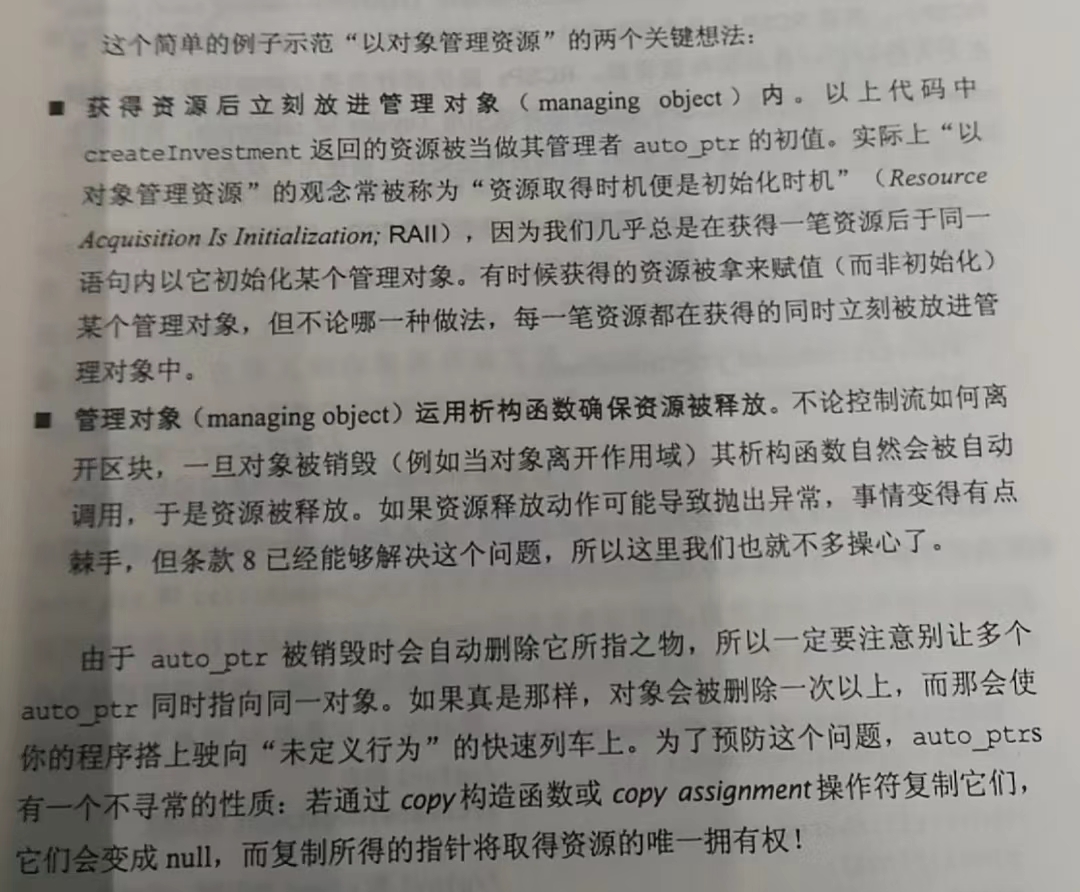 这个简单的例子示范“以对象管理资源”的两个关键想法：
■ 获得资源后立刻放进管理对象（managing object）内。以上代码中
createInvestment 返回的资源被当做其管理者 auto_ptr 的初值。实际上“以
对象管理资源”的观念常被称为“资源取得时机便是初始化时机”（Resource
Acquisition Is Initialization; RAII），因为我们几乎总是在获得一笔资源后于同一
语句内以它初始化某个管理对象。有时候获得的资源被拿来赋值（而非初始化）
某个管理对象，但不论哪一种做法，每一笔资源都在获得的同时立刻被放进管
理对象中。
■ 管理对象（managing object）运用析构函数确保资源被释放。不论控制流如何离
开区块，一旦对象被销毁（例如当对象离开作用域）其析构函数自然会被自动
调用，于是资源被释放。如果资源释放动作可能导致抛出异常，事情变得有点
棘手，但条款 8 已经能够解决这个问题，所以这里我们也就不多操心了。
由于 auto_ptr 被销毁时会自动删除它所指之物，所以一定要注意别让多个
auto_ptr 同时指向同一对象。如果真是那样，对象会被删除一次以上，而那会使
你的程序搭上驶向“未定义行为”的快速列车上。为了预防这个问题，auto_ptrs
有一个不寻常的性质：若通过 copy构造函数或 copy assignment操作符复制它们，
它们会变成 null，而复制所得的指针将取得资源的唯一拥有权！